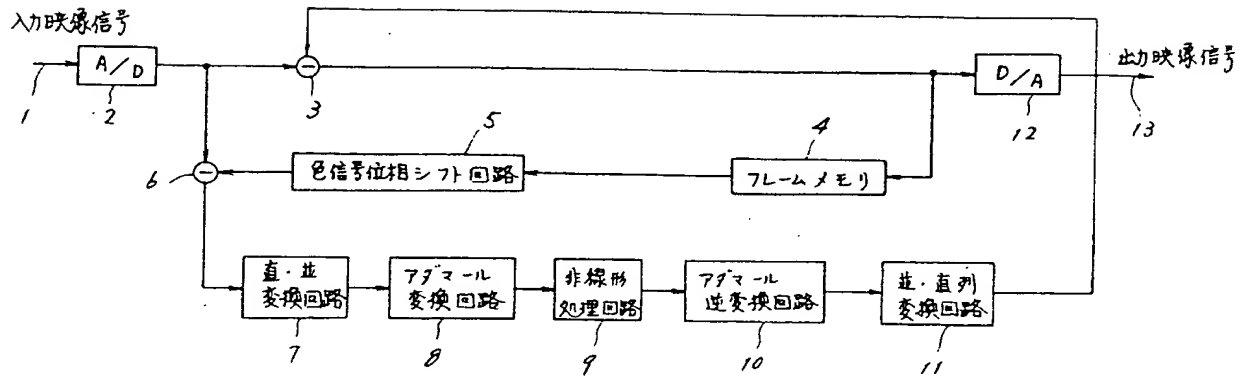 入力映像信号
A/D
1
2
3
D/A
出力映像信号
12
13
5
4
6
色信号位相シフト回路
フレームメモリ
直・並
変換回路
アダマール
変換回路
非線形
処理回路
アダマール
逆変換回路
並・直列
変換回路
7
8
9
10
11